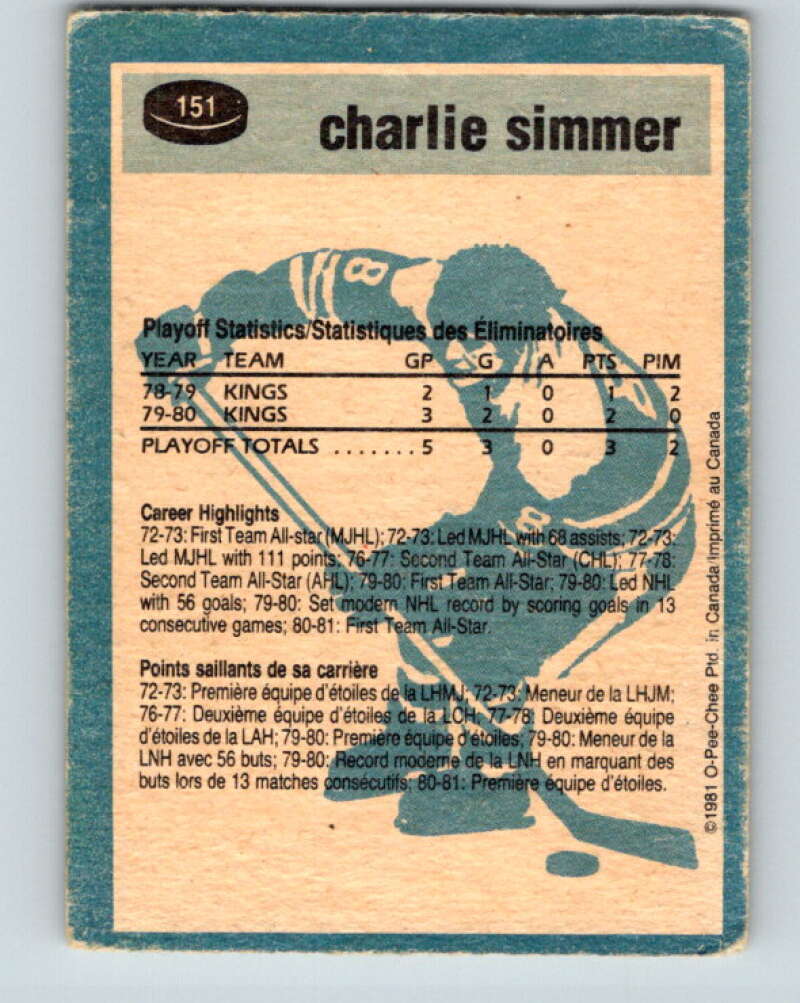 151
charlie simmer
8
Playoff Statistics/Statistiques des Éliminatoires
YEAR TEAM GP G A PTS PIM
78-79 KINGS 2 1 0 1 2
79-80 KINGS 3 2 0 2 0
PLAYOFF TOTALS ....... 5 3 0 3 2
Career Highlights
72-73: First Team All-star (MJHL); 72-73: Led MJHL with 68 assists; 72-73:
Led MJHL with 111 points; 76-77: Second Team All-Star (CHL); 77-78:
Second Team All-Star (AHL); 79-80: First Team All-Star; 79-80: Led NHL
with 56 goals; 79-80: Set modern NHL record by scoring goals in 13
consecutive games; 80-81: First Team All-Star.
Points saillants de sa carrière
72-73: Première équipe d'étoiles de la LHMJ; 72-73: Meneur de la LHJM;
76-77: Deuxième équipe d'étoiles de la LCH; 77-78: Deuxième équipe
d'étoiles de la LAH; 79-80: Première équipe d'étoiles; 79-80: Meneur de la
LNH avec 56 buts; 79-80: Record moderne de la LNH en marquant des
buts lors de 13 matches consécutifs; 80-81: Première équipe d'étoiles.
©1981 O-Pee-Chee Ptd. in Canada/Imprimé au Canada